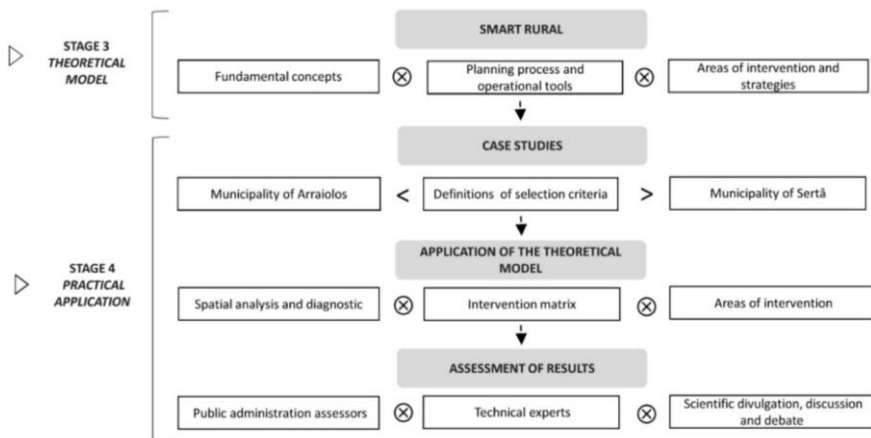 STAGE 3
THEORETICAL
MODEL
SMART RURAL
Fundamental concepts
Planning process and
operational tools
Areas of intervention and
strategies
STAGE 4
PRACTICAL
APPLICATION
CASE STUDIES
Municipality of Arraiolos
<
Definitions of selection criteria
>
Municipality of Sertã
APPLICATION OF THE THEORETICAL
MODEL
Spatial analysis and diagnostic
Intervention matrix
Areas of intervention
ASSESSMENT OF RESULTS
Public administration assessors
Technical experts
Scientific divulgation, discussion
and debate